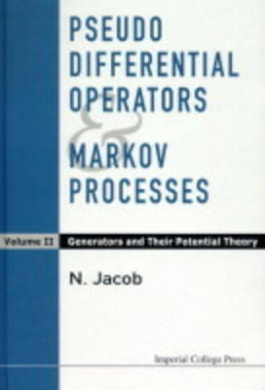 PSEUDO
DIFFERENTIAL
OPERATORS
&
MARKOV
PROCESSES
Volume II Generators and Their Potential Theory
N. Jacob
Imperial College Press